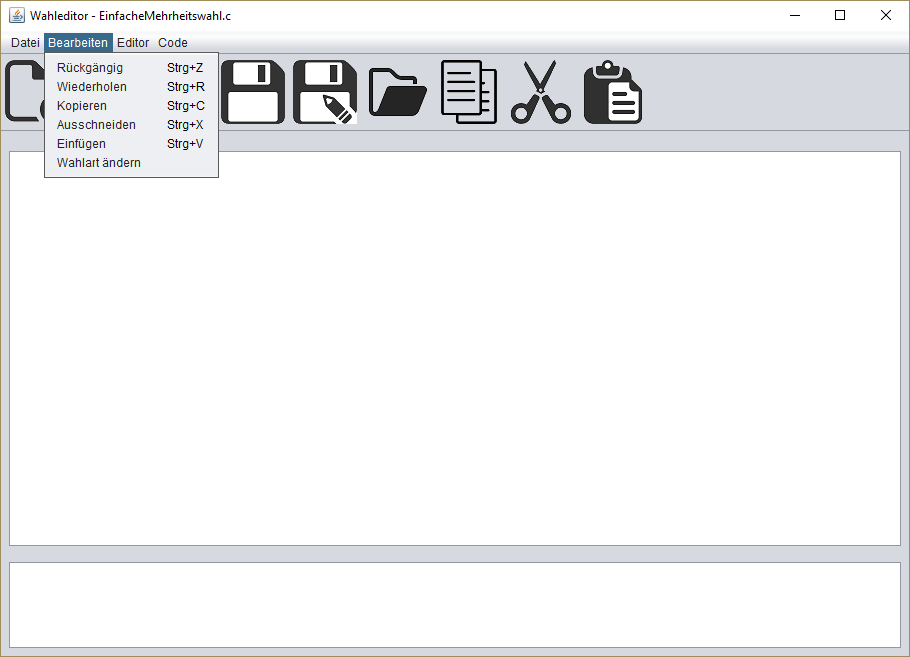 Wahleditor - EinfacheMehrheitswahl.c
Datei Bearbeiten Editor Code
Rückgängig Strg+Z
Wiederholen Strg+R
Kopieren Strg+C
Ausschneiden Strg+X
Einfügen Strg+V
Wahlart ändern